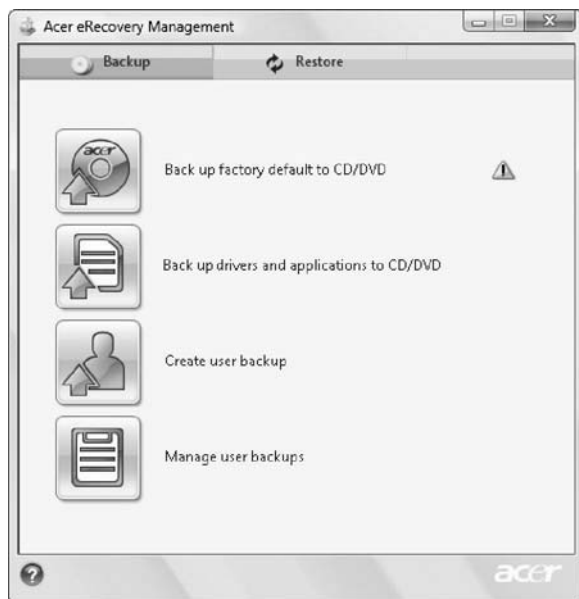 Acer eRecovery Management
Backup
Restore
acer
Back up factory default to CD/DVD
Back up drivers and applications to CD/DVD
Create user backup
Manage user backups
?
acer